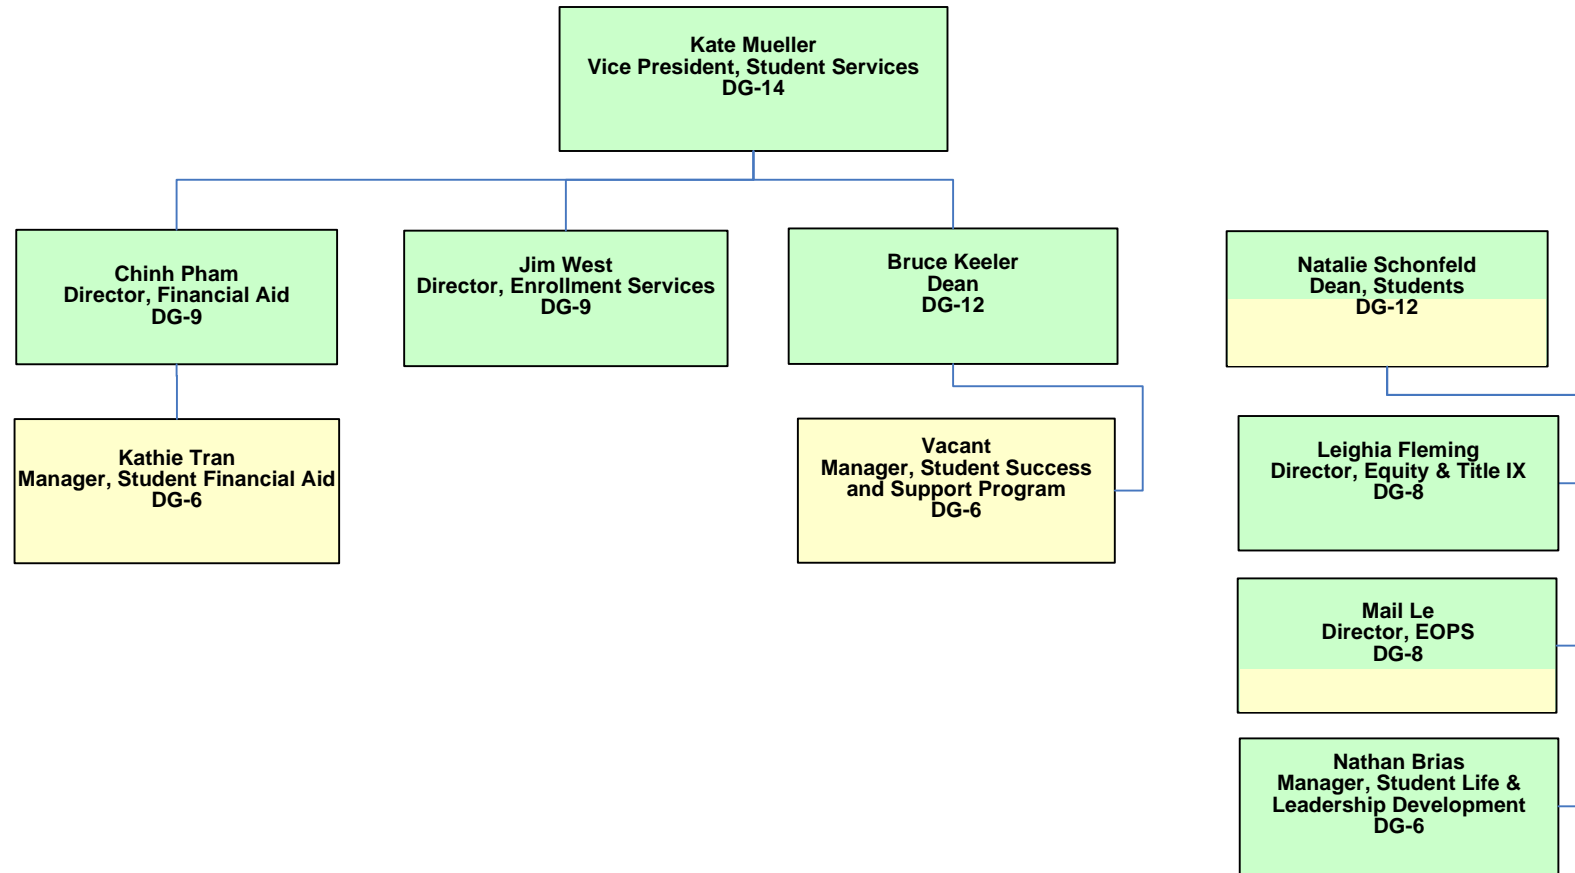 Kate Mueller
Vice President, Student Services
DG-14
Chinh Pham
Director, Financial Aid
DG-9
Jim West
Director, Enrollment Services
DG-9
Bruce Keeler
Dean
DG-12
Natalie Schonfeld
Dean, Students
DG-12
Kathie Tran
Manager, Student Financial Aid
DG-6
Vacant
Manager, Student Success
and Support Program
DG-6
Leighia Fleming
Director, Equity & Title IX
DG-8
Mail Le
Director, EOPS
DG-8
Nathan Brias
Manager, Student Life &
Leadership Development
DG-6